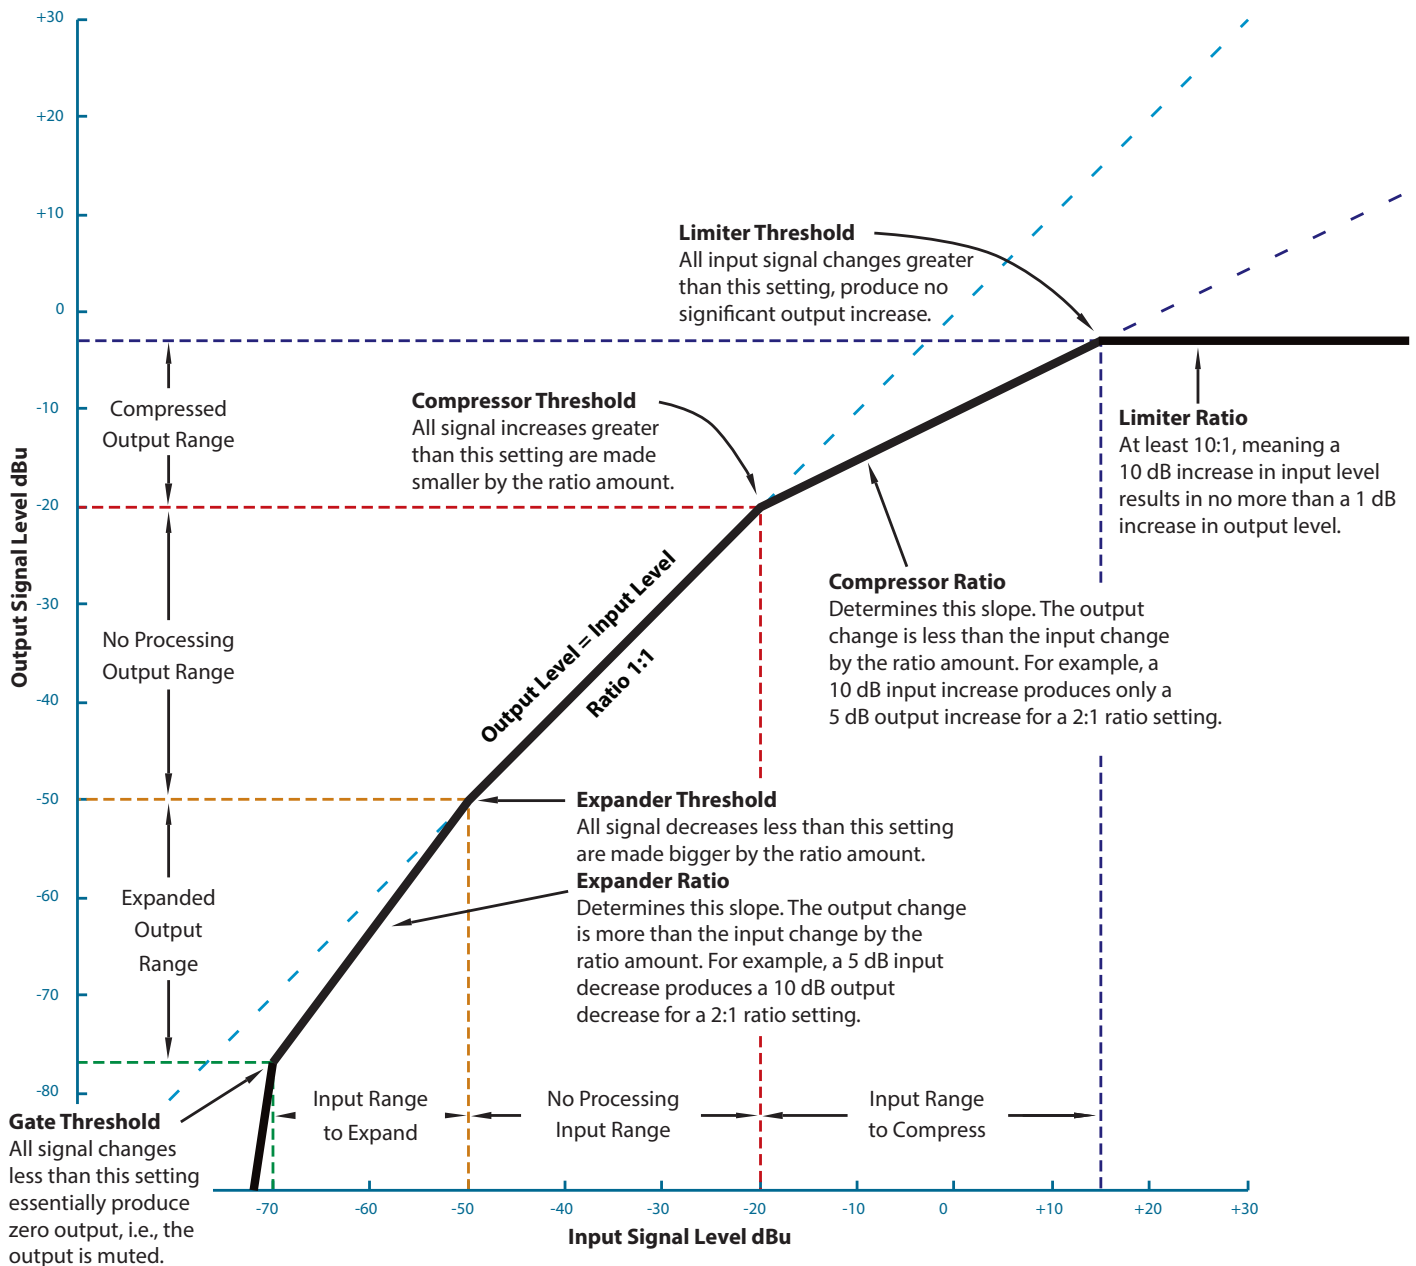 +30
+20
+10
0
-10
-20
-30
-40
-50
-60
-70
-80
Output Signal Level dBu
Limiter Threshold
All input signal changes greater
than this setting, produce no
significant output increase.
Compressed
Output Range
Compressor Threshold
All signal increases greater
than this setting are made
smaller by the ratio amount.
Limiter Ratio
At least 10:1, meaning a
10 dB increase in input level
results in no more than a 1 dB
increase in output level.
Compressor Ratio
Determines this slope. The output
change is less than the input change
by the ratio amount. For example, a
10 dB input increase produces only a
5 dB output increase for a 2:1 ratio setting.
No Processing
Output Range
Output Level = Input Level
Ratio 1:1
Expander Threshold
All signal decreases less than this setting
are made bigger by the ratio amount.
Expander Ratio
Determines this slope. The output change
is more than the input change by the
ratio amount. For example, a 5 dB input
decrease produces a 10 dB output
decrease for a 2:1 ratio setting.
Expanded
Output
Range
Gate Threshold
All signal changes
less than this setting
essentially produce
zero output, i.e., the
output is muted.
Input Range
to Expand
No Processing
Input Range
Input Range
to Compress
-70
-60
-50
-40
-30
-20
-10
0
+10
+20
+30
Input Signal Level dBu